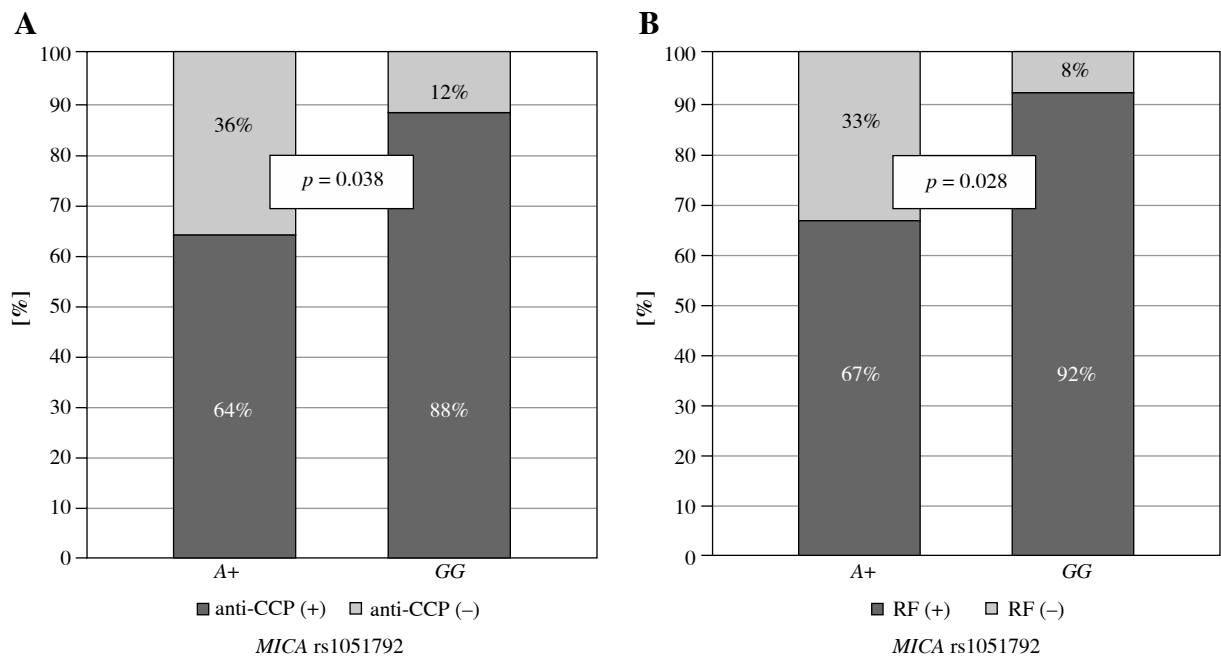 A
100
90
80
70
60
50
40
30
20
10
0
[%]
36%
12%
p = 0.038
64%
88%
A+
GG
anti-CCP (+) anti-CCP (–)
MICA rs1051792
B
100
90
80
70
60
50
40
30
20
10
0
[%]
33%
8%
p = 0.028
67%
92%
A+
GG
RF (+) RF (–)
MICA rs1051792